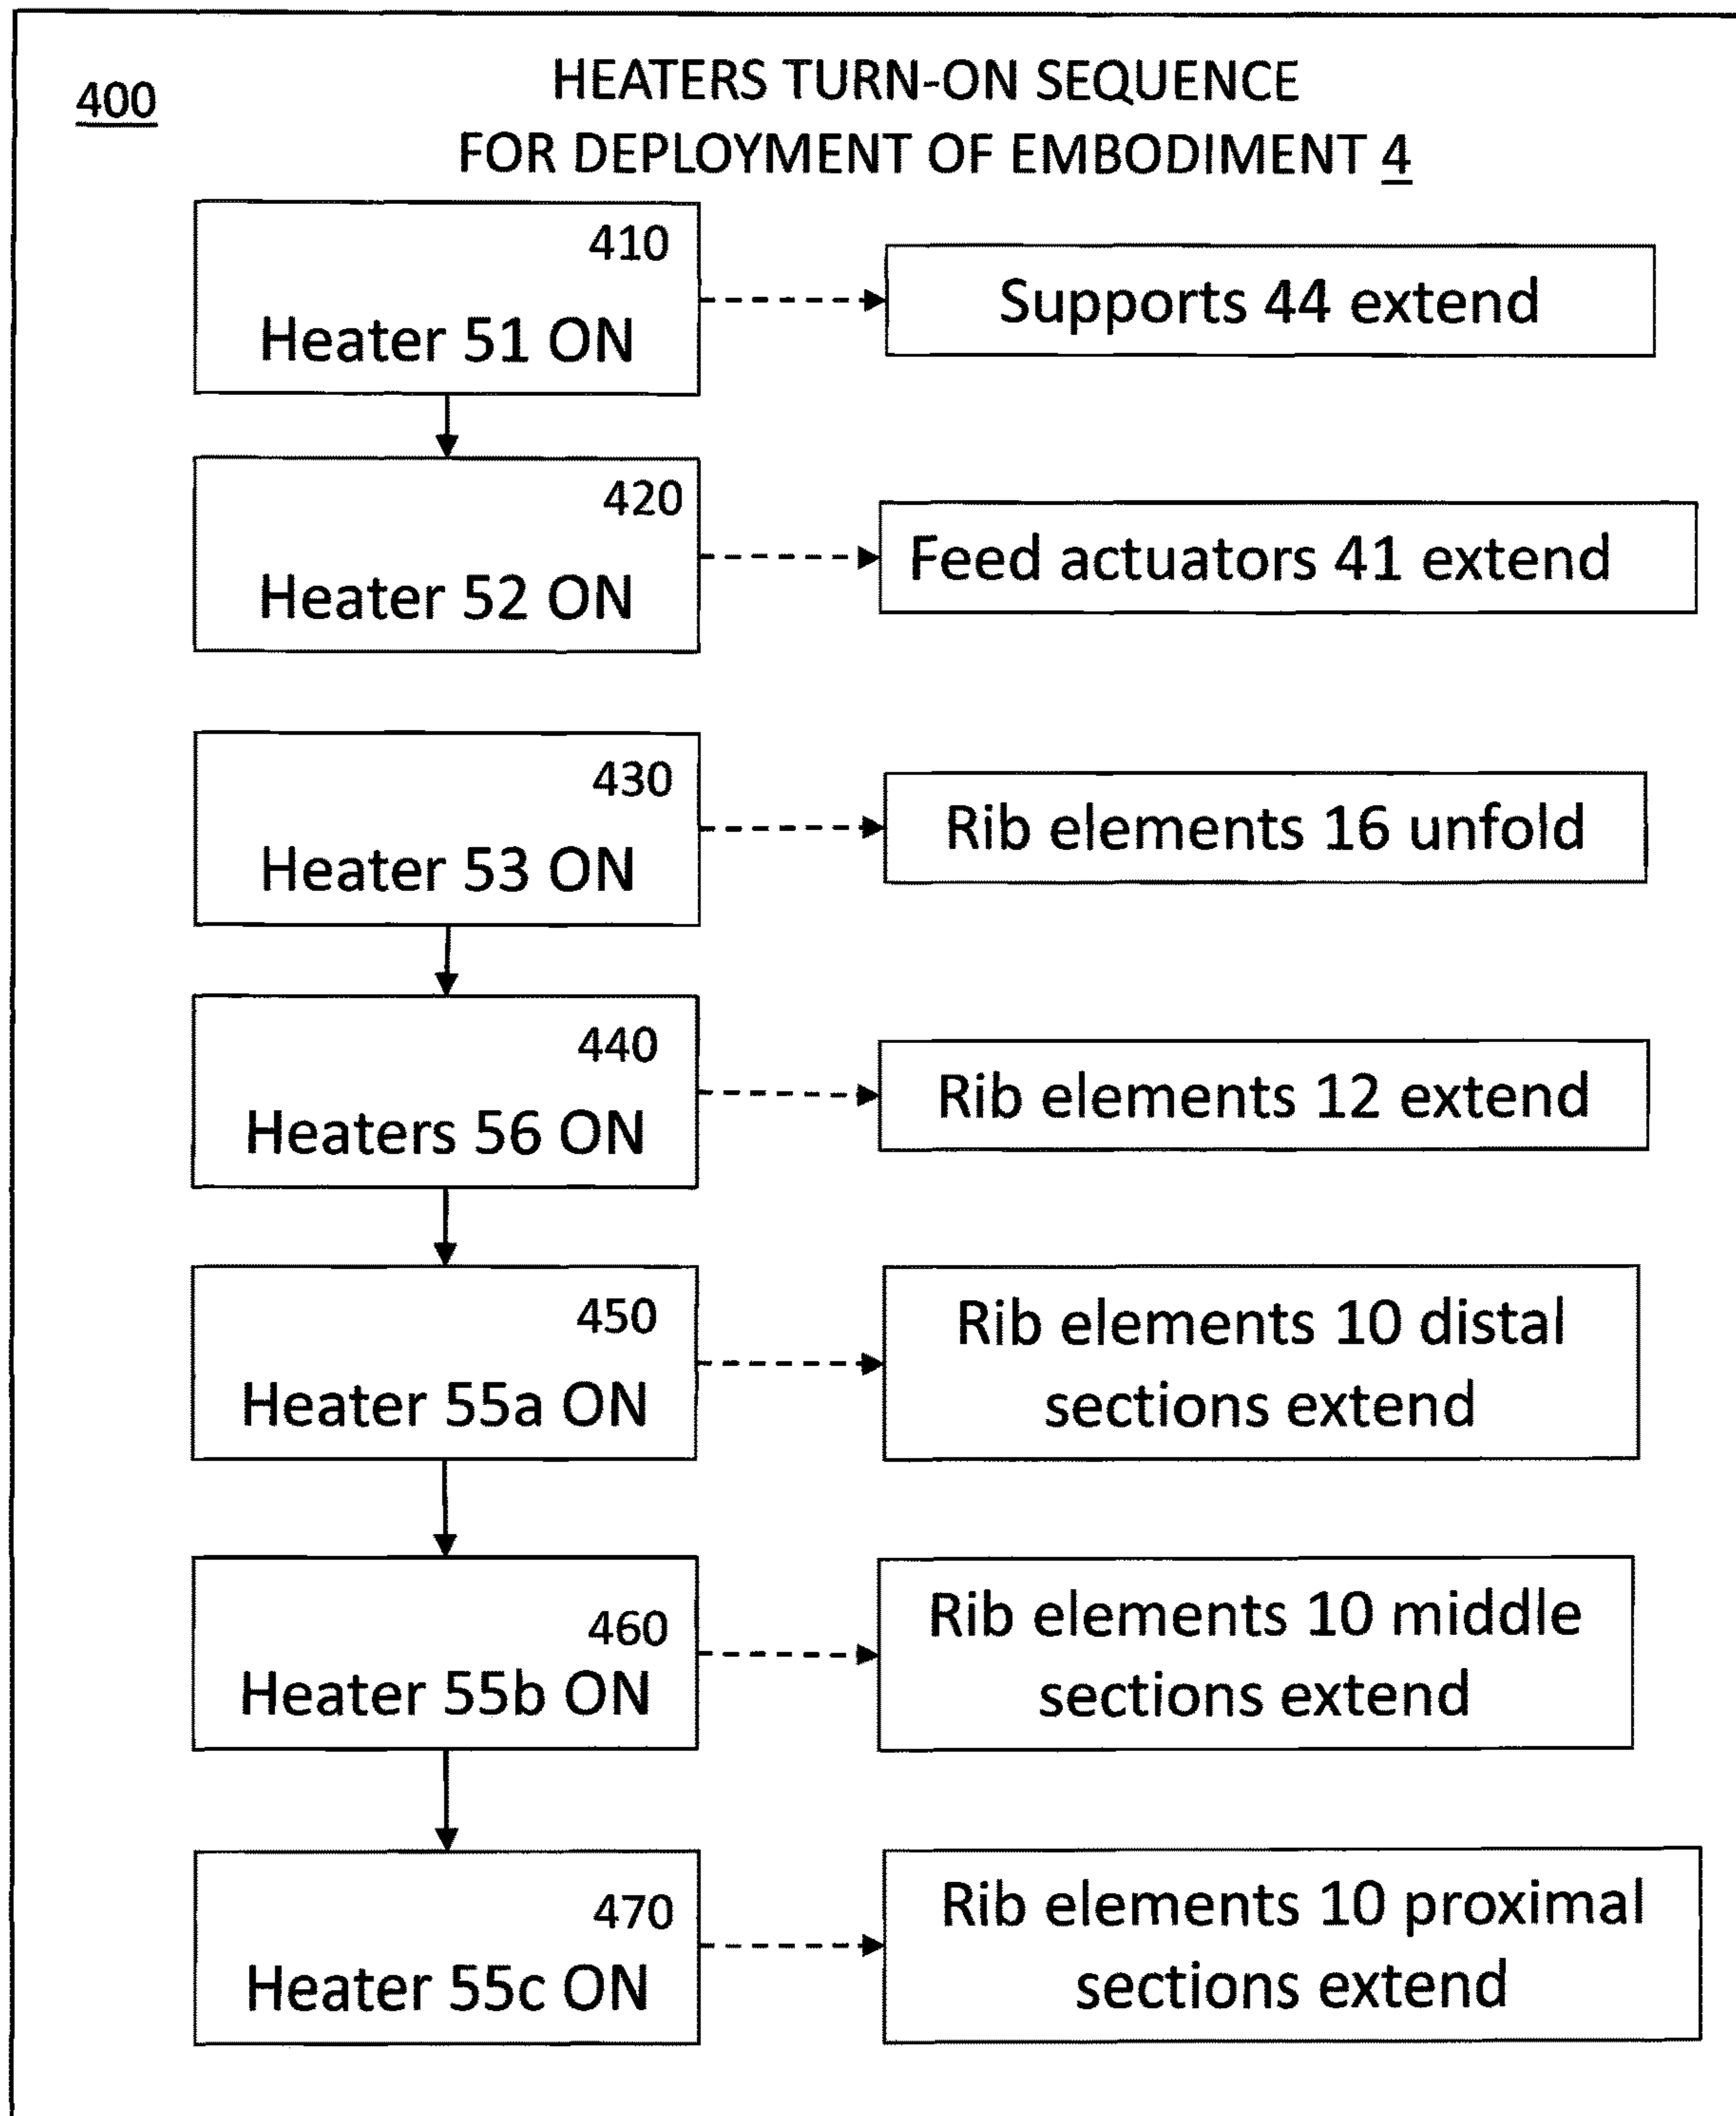 400
HEATERS TURN-ON SEQUENCE
FOR DEPLOYMENT OF EMBODIMENT 4
410
Heater 51 ON
Supports 44 extend
420
Heater 52 ON
Feed actuators 41 extend
430
Heater 53 ON
Rib elements 16 unfold
440
Heaters 56 ON
Rib elements 12 extend
450
Heater 55a ON
Rib elements 10 distal
sections extend
460
Heater 55b ON
Rib elements 10 middle
sections extend
470
Heater 55c ON
Rib elements 10 proximal
sections extend